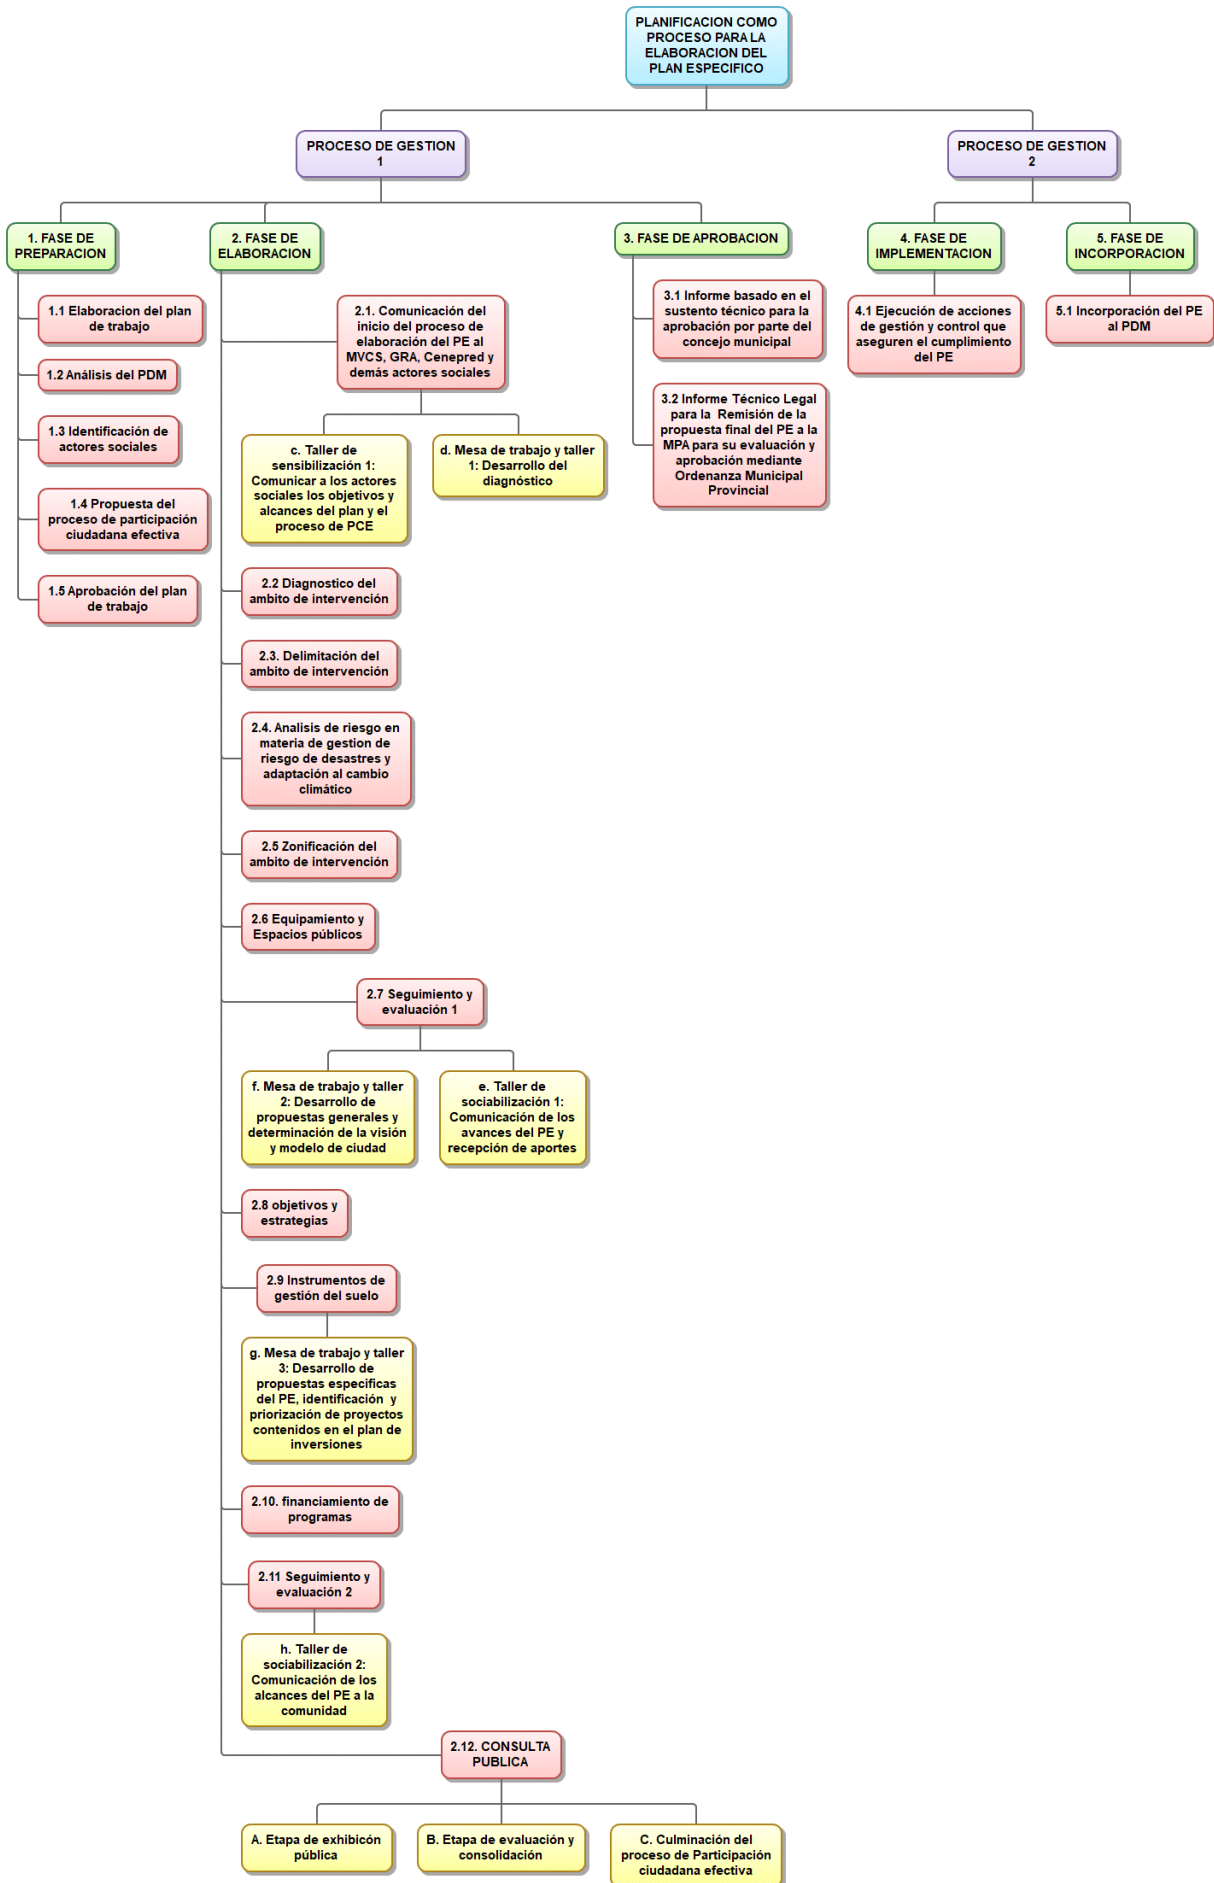 PLANIFICACION COMO
PROCESO PARA LA
ELABORACION DEL
PLAN ESPECIFICO
PROCESO DE GESTION
1
PROCESO DE GESTION
2
1. FASE DE
PREPARACION
2. FASE DE
ELABORACION
3. FASE DE APROBACION
4. FASE DE
IMPLEMENTACION
5. FASE DE
INCORPORACION
1.1 Elaboracion del plan
de trabajo
1.2 Análisis del PDM
1.3 Identificación de
actores sociales
1.4 Propuesta del
proceso de participación
ciudadana efectiva
1.5 Aprobación del plan
de trabajo
2.1. Comunicación del
inicio del proceso de
elaboración del PE al
MVCS, GRA, Cenepred y
demás actores sociales
c. Taller de
sensibilización 1:
Comunicar a los actores
sociales los objetivos y
alcances del plan y el
proceso de PCE
d. Mesa de trabajo y taller
1: Desarrollo del
diagnóstico
2.2 Diagnostico del
ambito de intervención
2.3. Delimitación del
ambito de intervención
2.4. Analisis de riesgo en
materia de gestion de
riesgo de desastres y
adaptación al cambio
climático
2.5 Zonificación del
ambito de intervención
2.6 Equipamiento y
Espacios públicos
2.7 Seguimiento y
evaluación 1
f. Mesa de trabajo y taller
2: Desarrollo de
propuestas generales y
determinación de la visión
y modelo de ciudad
e. Taller de
sociabilización 1:
Comunicación de los
avances del PE y
recepción de aportes
2.8 objetivos y
estrategias
2.9 Instrumentos de
gestión del suelo
g. Mesa de trabajo y taller
3: Desarrollo de
propuestas especificas
del PE, identificación y
priorización de proyectos
contenidos en el plan de
inversiones
2.10. financiamiento de
programas
2.11 Seguimiento y
evaluación 2
h. Taller de
sociabilización 2:
Comunicación de los
alcances del PE a la
comunidad
2.12. CONSULTA
PUBLICA
A. Etapa de exhibicón
pública
B. Etapa de evaluación y
consolidación
C. Culminación del
proceso de Participación
ciudadana efectiva
3.1 Informe basado en el
sustento técnico para la
aprobación por parte del
concejo municipal
3.2 Informe Técnico Legal
para la Remisión de la
propuesta final del PE a la
MPA para su evaluación y
aprobación mediante
Ordenanza Municipal
Provincial
4.1 Ejecución de acciones
de gestión y control que
aseguren el cumplimiento
del PE
5.1 Incorporación del PE
al PDM